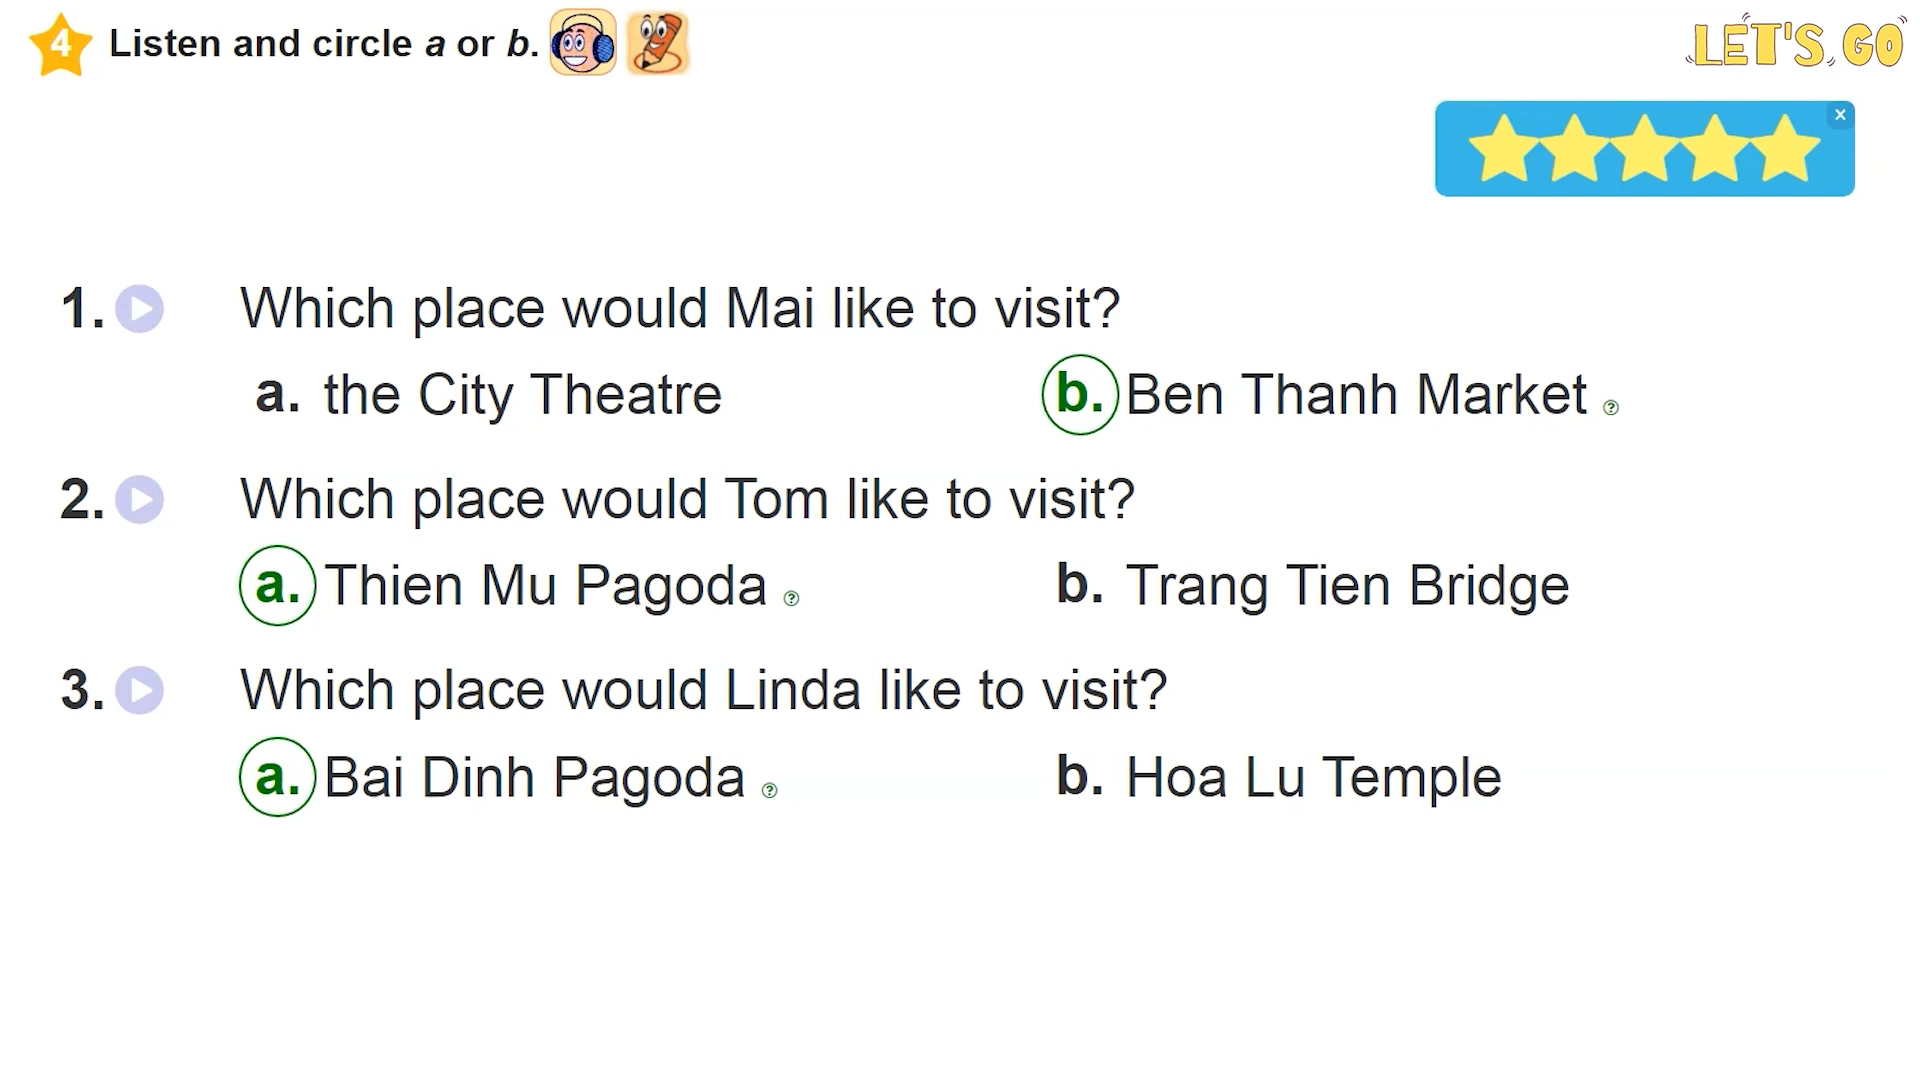 4 Listen and circle a or b.
LET'S GO
×
1. Which place would Mai like to visit?
a. the City Theatre b. Ben Thanh Market ?
2. Which place would Tom like to visit?
a. Thien Mu Pagoda ? b. Trang Tien Bridge
3. Which place would Linda like to visit?
a. Bai Dinh Pagoda ? b. Hoa Lu Temple